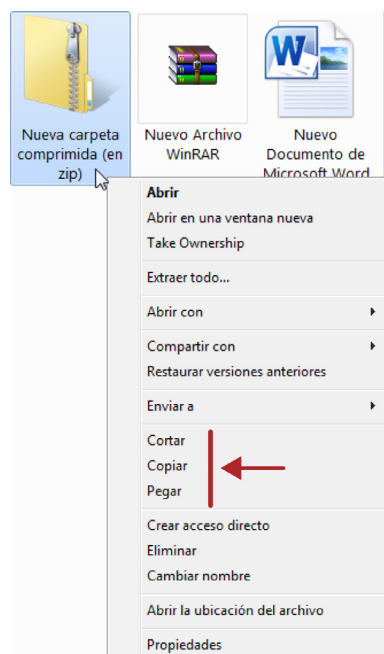 Nueva carpeta
comprimida (en
zip)
Nuevo Archivo
WinRAR
Nuevo
Documento de
Microsoft Word
Abrir
Abrir en una ventana nueva
Take Ownership
Extraer todo...
Abrir con
Compartir con
Restaurar versiones anteriores
Enviar a
Cortar
Copiar
Pegar
Crear acceso directo
Eliminar
Cambiar nombre
Abrir la ubicación del archivo
Propiedades